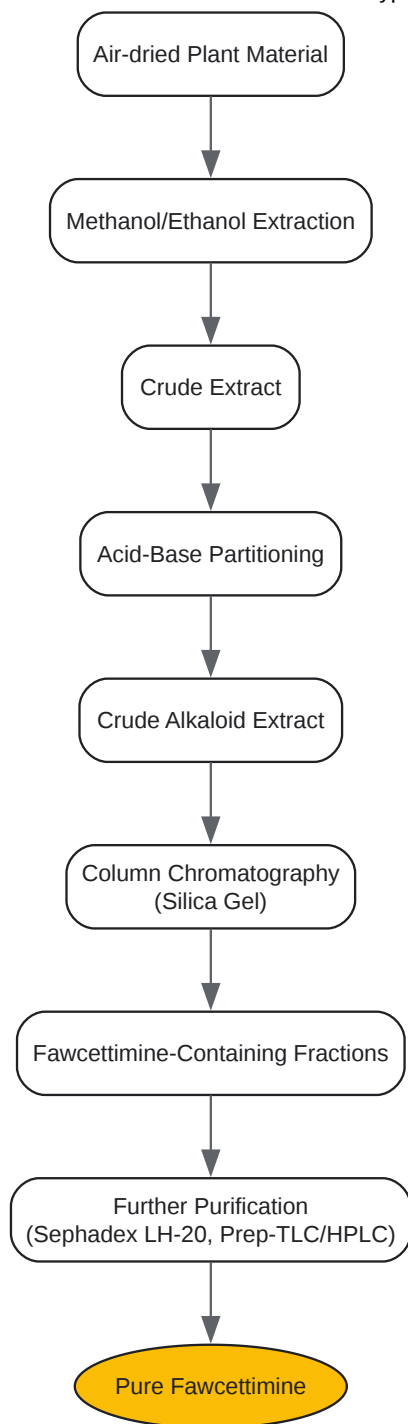 Air-dried Plant Material
Methanol/Ethanol Extraction
Crude Extract
Acid-Base Partitioning
Crude Alkaloid Extract
Column Chromatography
(Silica Gel)
Fawcettimine-Containing Fractions
Further Purification
(Sephadex LH-20, Prep-TLC/HPLC)
Pure Fawcettimine